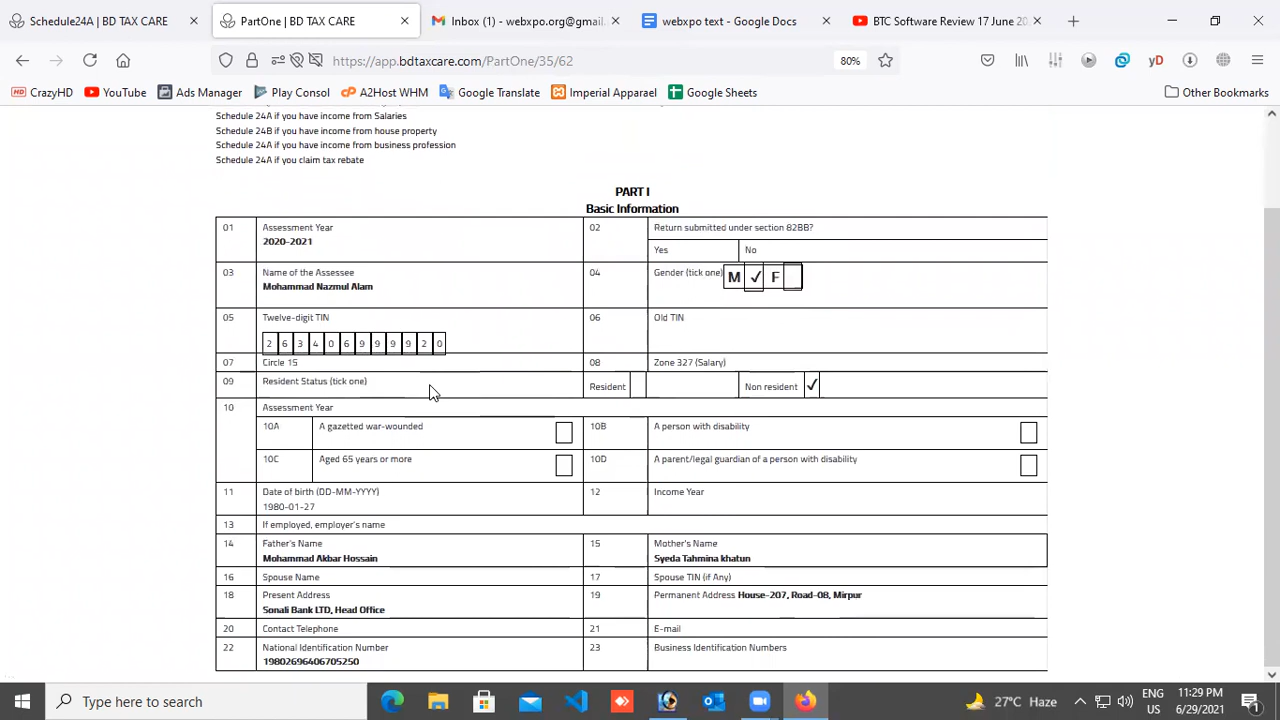 Schedule24A | BD TAX CARE
PartOne | BD TAX CARE
Inbox (1) - webxpo.org@gmail.
webxpo text - Google Docs
BTC Software Review 17 June 202
https://app.bdtaxcare.com/PartOne/35/62
80%
yD
HD CrazyHD
YouTube
Ads Manager
Play Consol
cP A2Host WHM
Google Translate
Imperial Apparael
Google Sheets
Other Bookmarks
Schedule 24A if you have income from Salaries
Schedule 24B if you have income from house property
Schedule 24A if you have income from business profession
Schedule 24A if you claim tax rebate
PART I
Basic Information
01 Assessment Year
2020-2021
02 Return submitted under section 82BB?
Yes No
03 Name of the Assessee
Mohammad Nazmul Alam
04 Gender (tick one) M ✓ F
05 Twelve-digit TIN
2 6 3 4 0 6 9 9 9 9 2 0
06 Old TIN
07 Circle 15
08 Zone 327 (Salary)
09 Resident Status (tick one) Resident Non resident ✓
10 Assessment Year
10A A gazetted war-wounded
10B A person with disability
10C Aged 65 years or more
10D A parent/legal guardian of a person with disability
11 Date of birth (DD-MM-YYYY)
1980-01-27
12 Income Year
13 If employed, employer's name
14 Father's Name
Mohammad Akbar Hossain
15 Mother's Name
Syeda Tahmina khatun
16 Spouse Name
17 Spouse TIN (if Any)
18 Present Address
Sonali Bank LTD, Head Office
19 Permanent Address House-207, Road-08, Mirpur
20 Contact Telephone
21 E-mail
22 National Identification Number
19802696406705250
23 Business Identification Numbers
Type here to search
27°C Haze
ENG
US
11:29 PM
6/29/2021
1